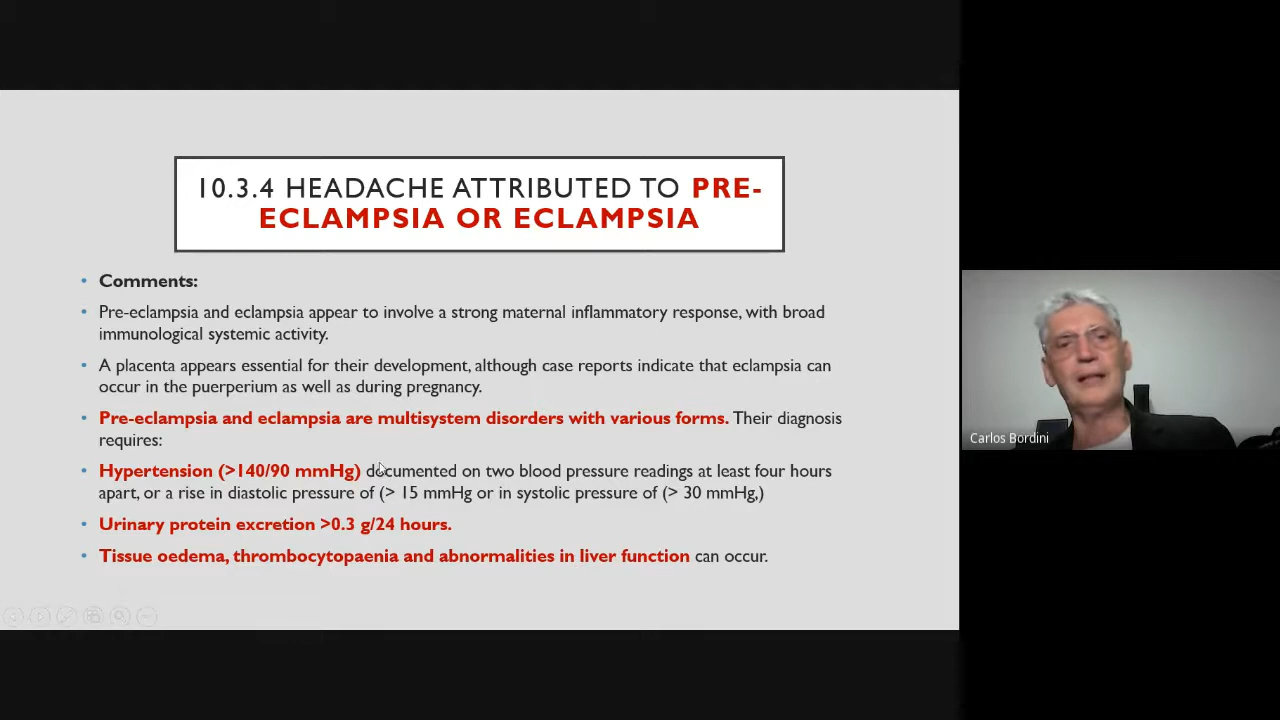 10.3.4 HEADACHE ATTRIBUTED TO PRE-
ECLAMPSIA OR ECLAMPSIA
• Comments:
• Pre-eclampsia and eclampsia appear to involve a strong maternal inflammatory response, with broad
immunological systemic activity.
• A placenta appears essential for their development, although case reports indicate that eclampsia can
occur in the puerperium as well as during pregnancy.
• Pre-eclampsia and eclampsia are multisystem disorders with various forms. Their diagnosis
requires:
• Hypertension (>140/90 mmHg) documented on two blood pressure readings at least four hours
apart, or a rise in diastolic pressure of (> 15 mmHg or in systolic pressure of (> 30 mmHg,)
• Urinary protein excretion >0.3 g/24 hours.
• Tissue oedema, thrombocytopaenia and abnormalities in liver function can occur.
Carlos Bordini